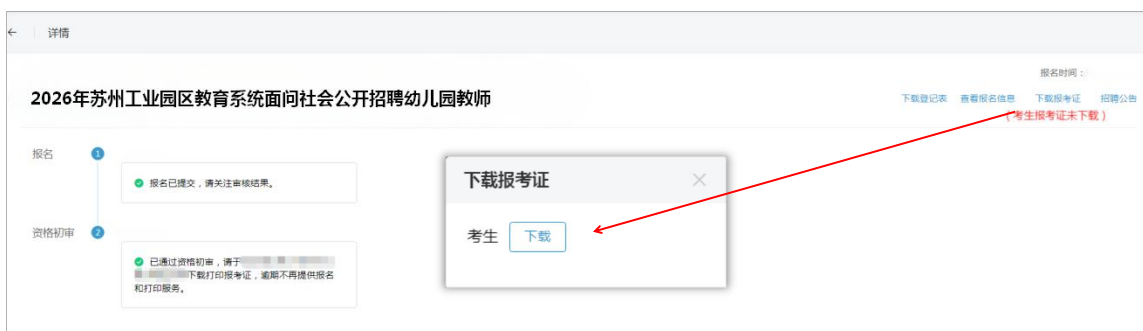 ← 详情
报名时间：
2026年苏州工业园区教育系统面问社会公开招聘幼儿园教师
下载登记表 查看报名信息 下载报考证 招聘公告
（考生报考证未下载）
报名 1
报名已提交，请关注审核结果。
资格初审 2
已通过资格初审，请于
下载打印报考证，逾期不再提供报名
和打印服务。
下载报考证 ×
考生 下载